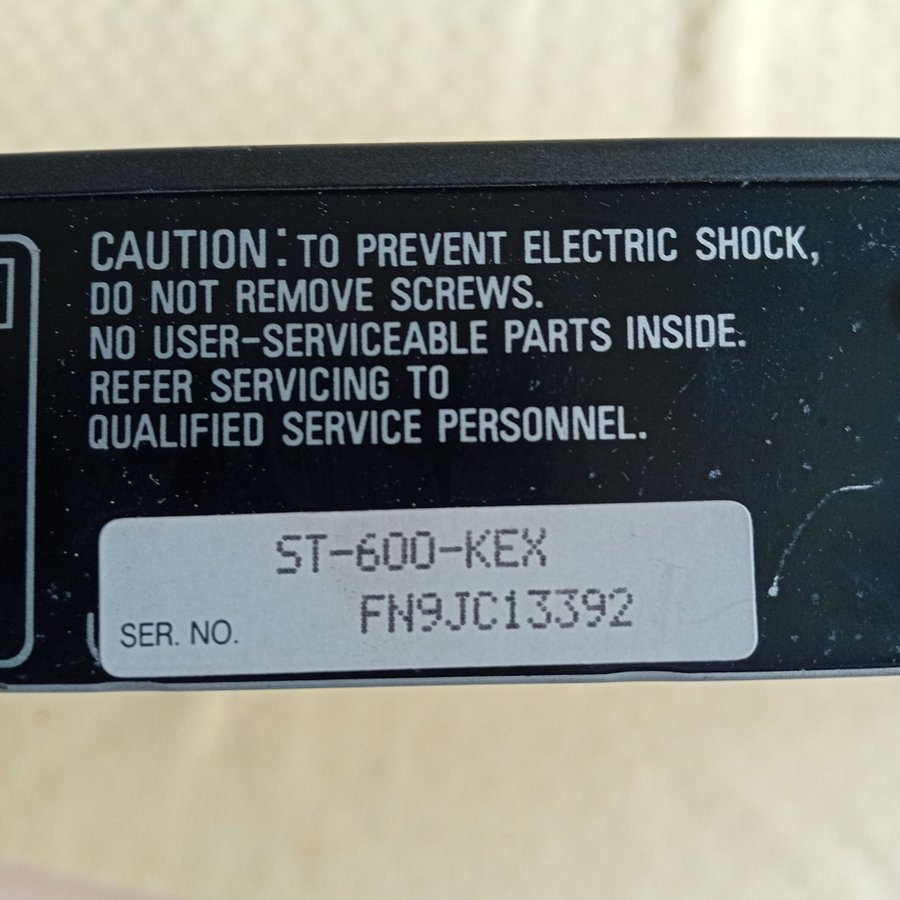 CAUTION: TO PREVENT ELECTRIC SHOCK,
DO NOT REMOVE SCREWS.
NO USER-SERVICEABLE PARTS INSIDE.
REFER SERVICING TO
QUALIFIED SERVICE PERSONNEL.
ST-600-KEX
SER. NO. FN9JC13392